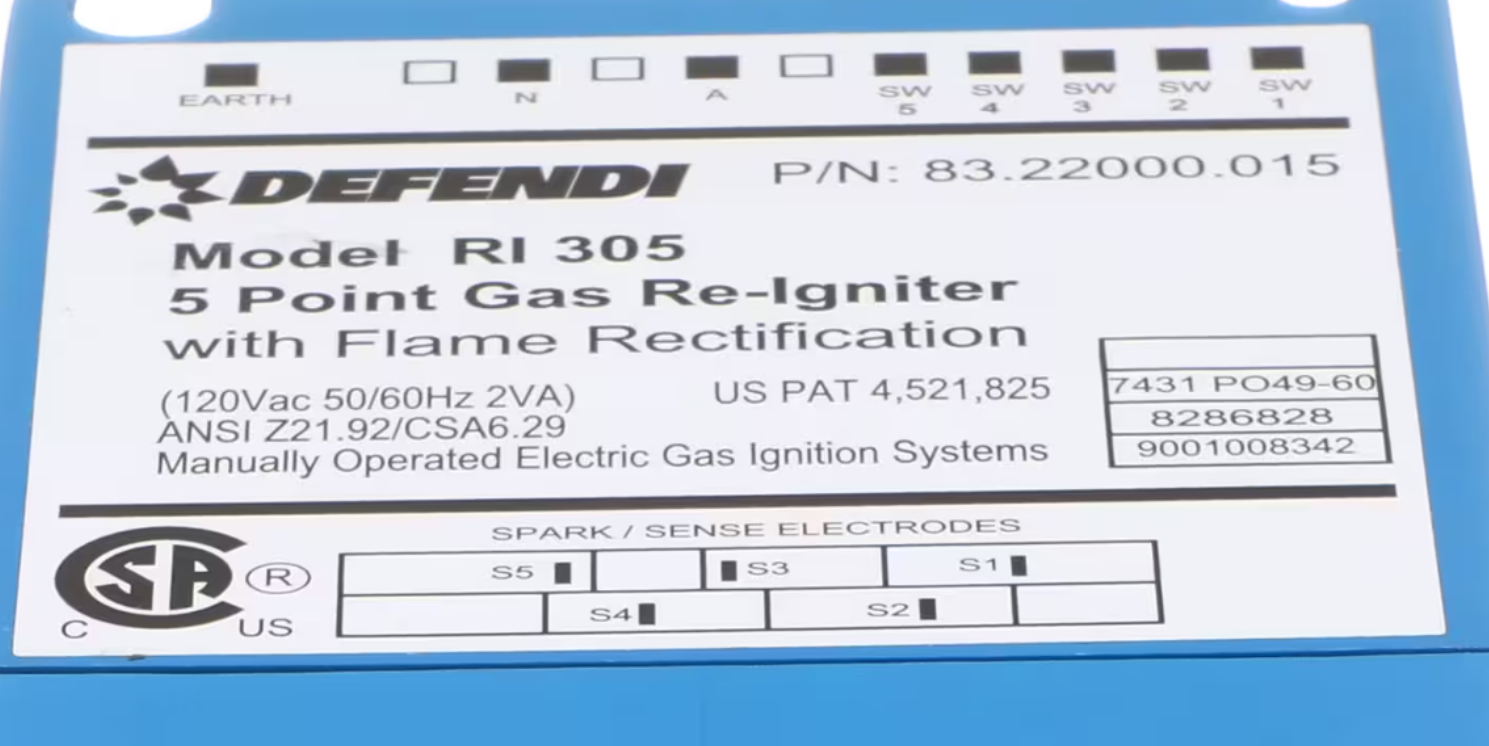 EARTH N A SW 5 SW 4 SW 3 SW 2 SW 1
DEFENDI P/N: 83.22000.015
Model RI 305
5 Point Gas Re-Igniter
with Flame Rectification
(120Vac 50/60Hz 2VA) US PAT 4,521,825
ANSI Z21.92/CSA6.29
Manually Operated Electric Gas Ignition Systems
7431 PO49-60
8286828
9001008342
SPARK / SENSE ELECTRODES
S5 S3 S1
S4 S2
C SA ® US